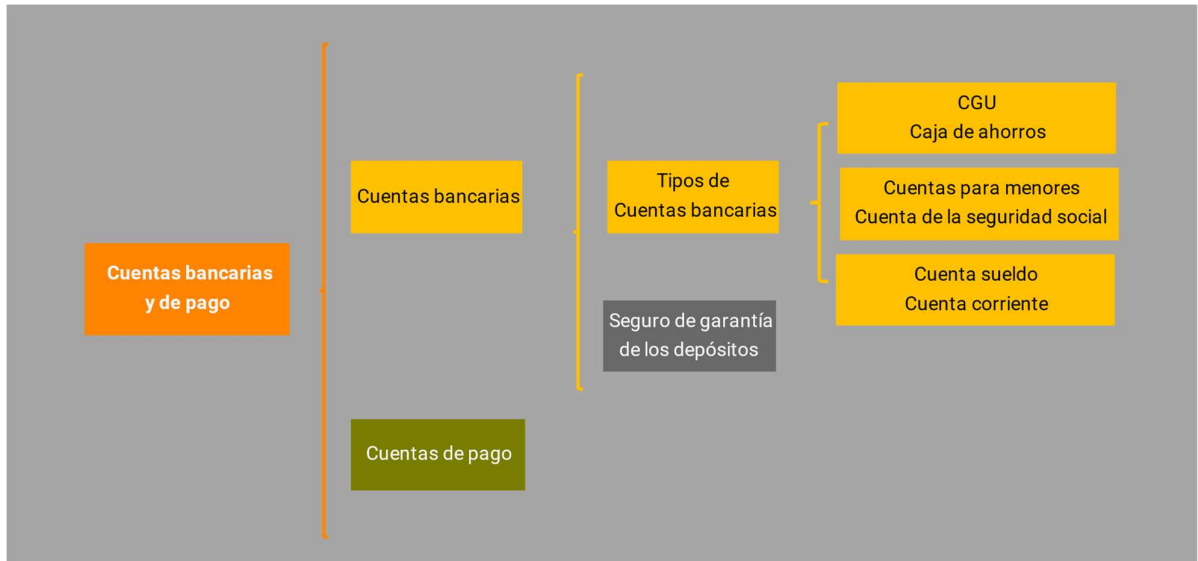 Cuentas bancarias
y de pago
Cuentas bancarias
Tipos de
Cuentas bancarias
CGU
Caja de ahorros
Cuentas para menores
Cuenta de la seguridad social
Cuenta sueldo
Cuenta corriente
Seguro de garantía
de los depósitos
Cuentas de pago